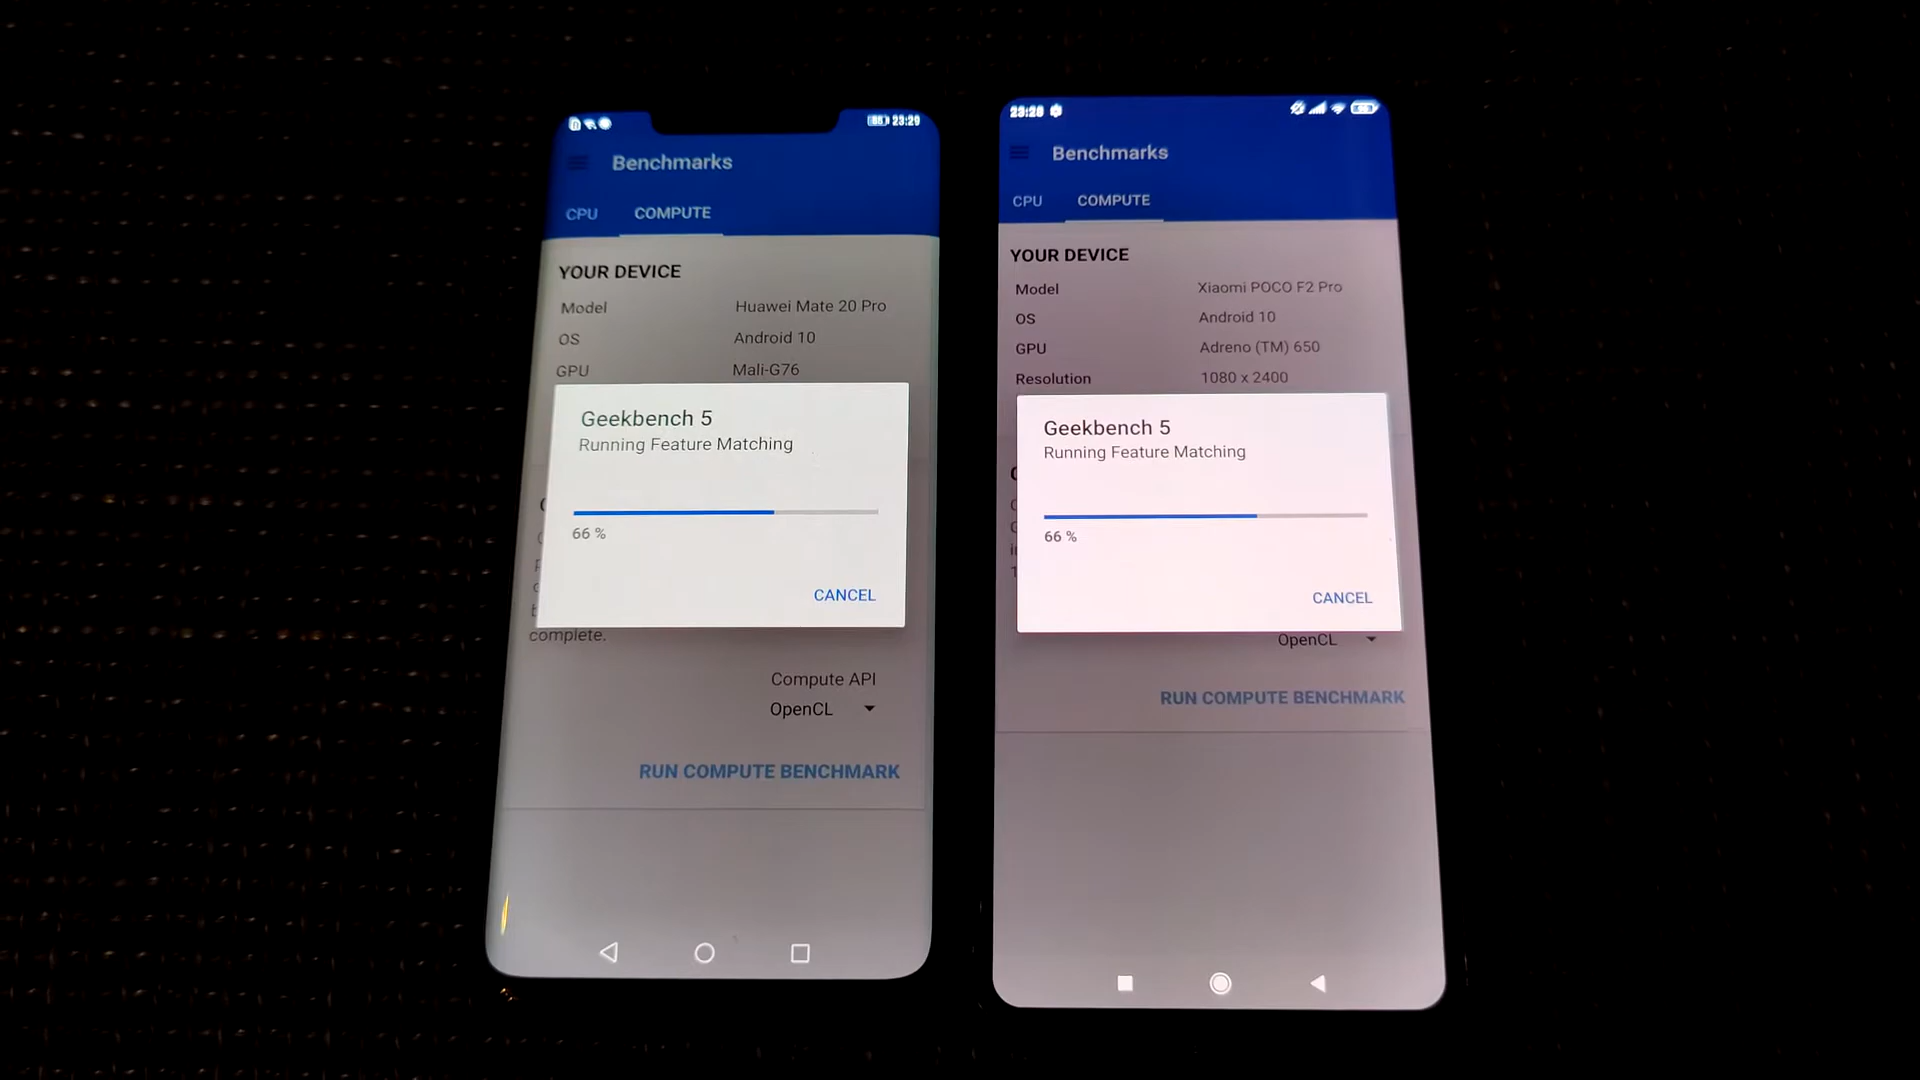 23:29
Benchmarks
CPU COMPUTE
YOUR DEVICE
Model Huawei Mate 20 Pro
OS Android 10
GPU Mali-G76
Geekbench 5
Running Feature Matching
66 %
CANCEL
complete.
Compute API
OpenCL
RUN COMPUTE BENCHMARK
23:29
Benchmarks
CPU COMPUTE
YOUR DEVICE
Model Xiaomi POCO F2 Pro
OS Android 10
GPU Adreno (TM) 650
Resolution 1080 x 2400
Geekbench 5
Running Feature Matching
66 %
CANCEL
OpenCL
RUN COMPUTE BENCHMARK